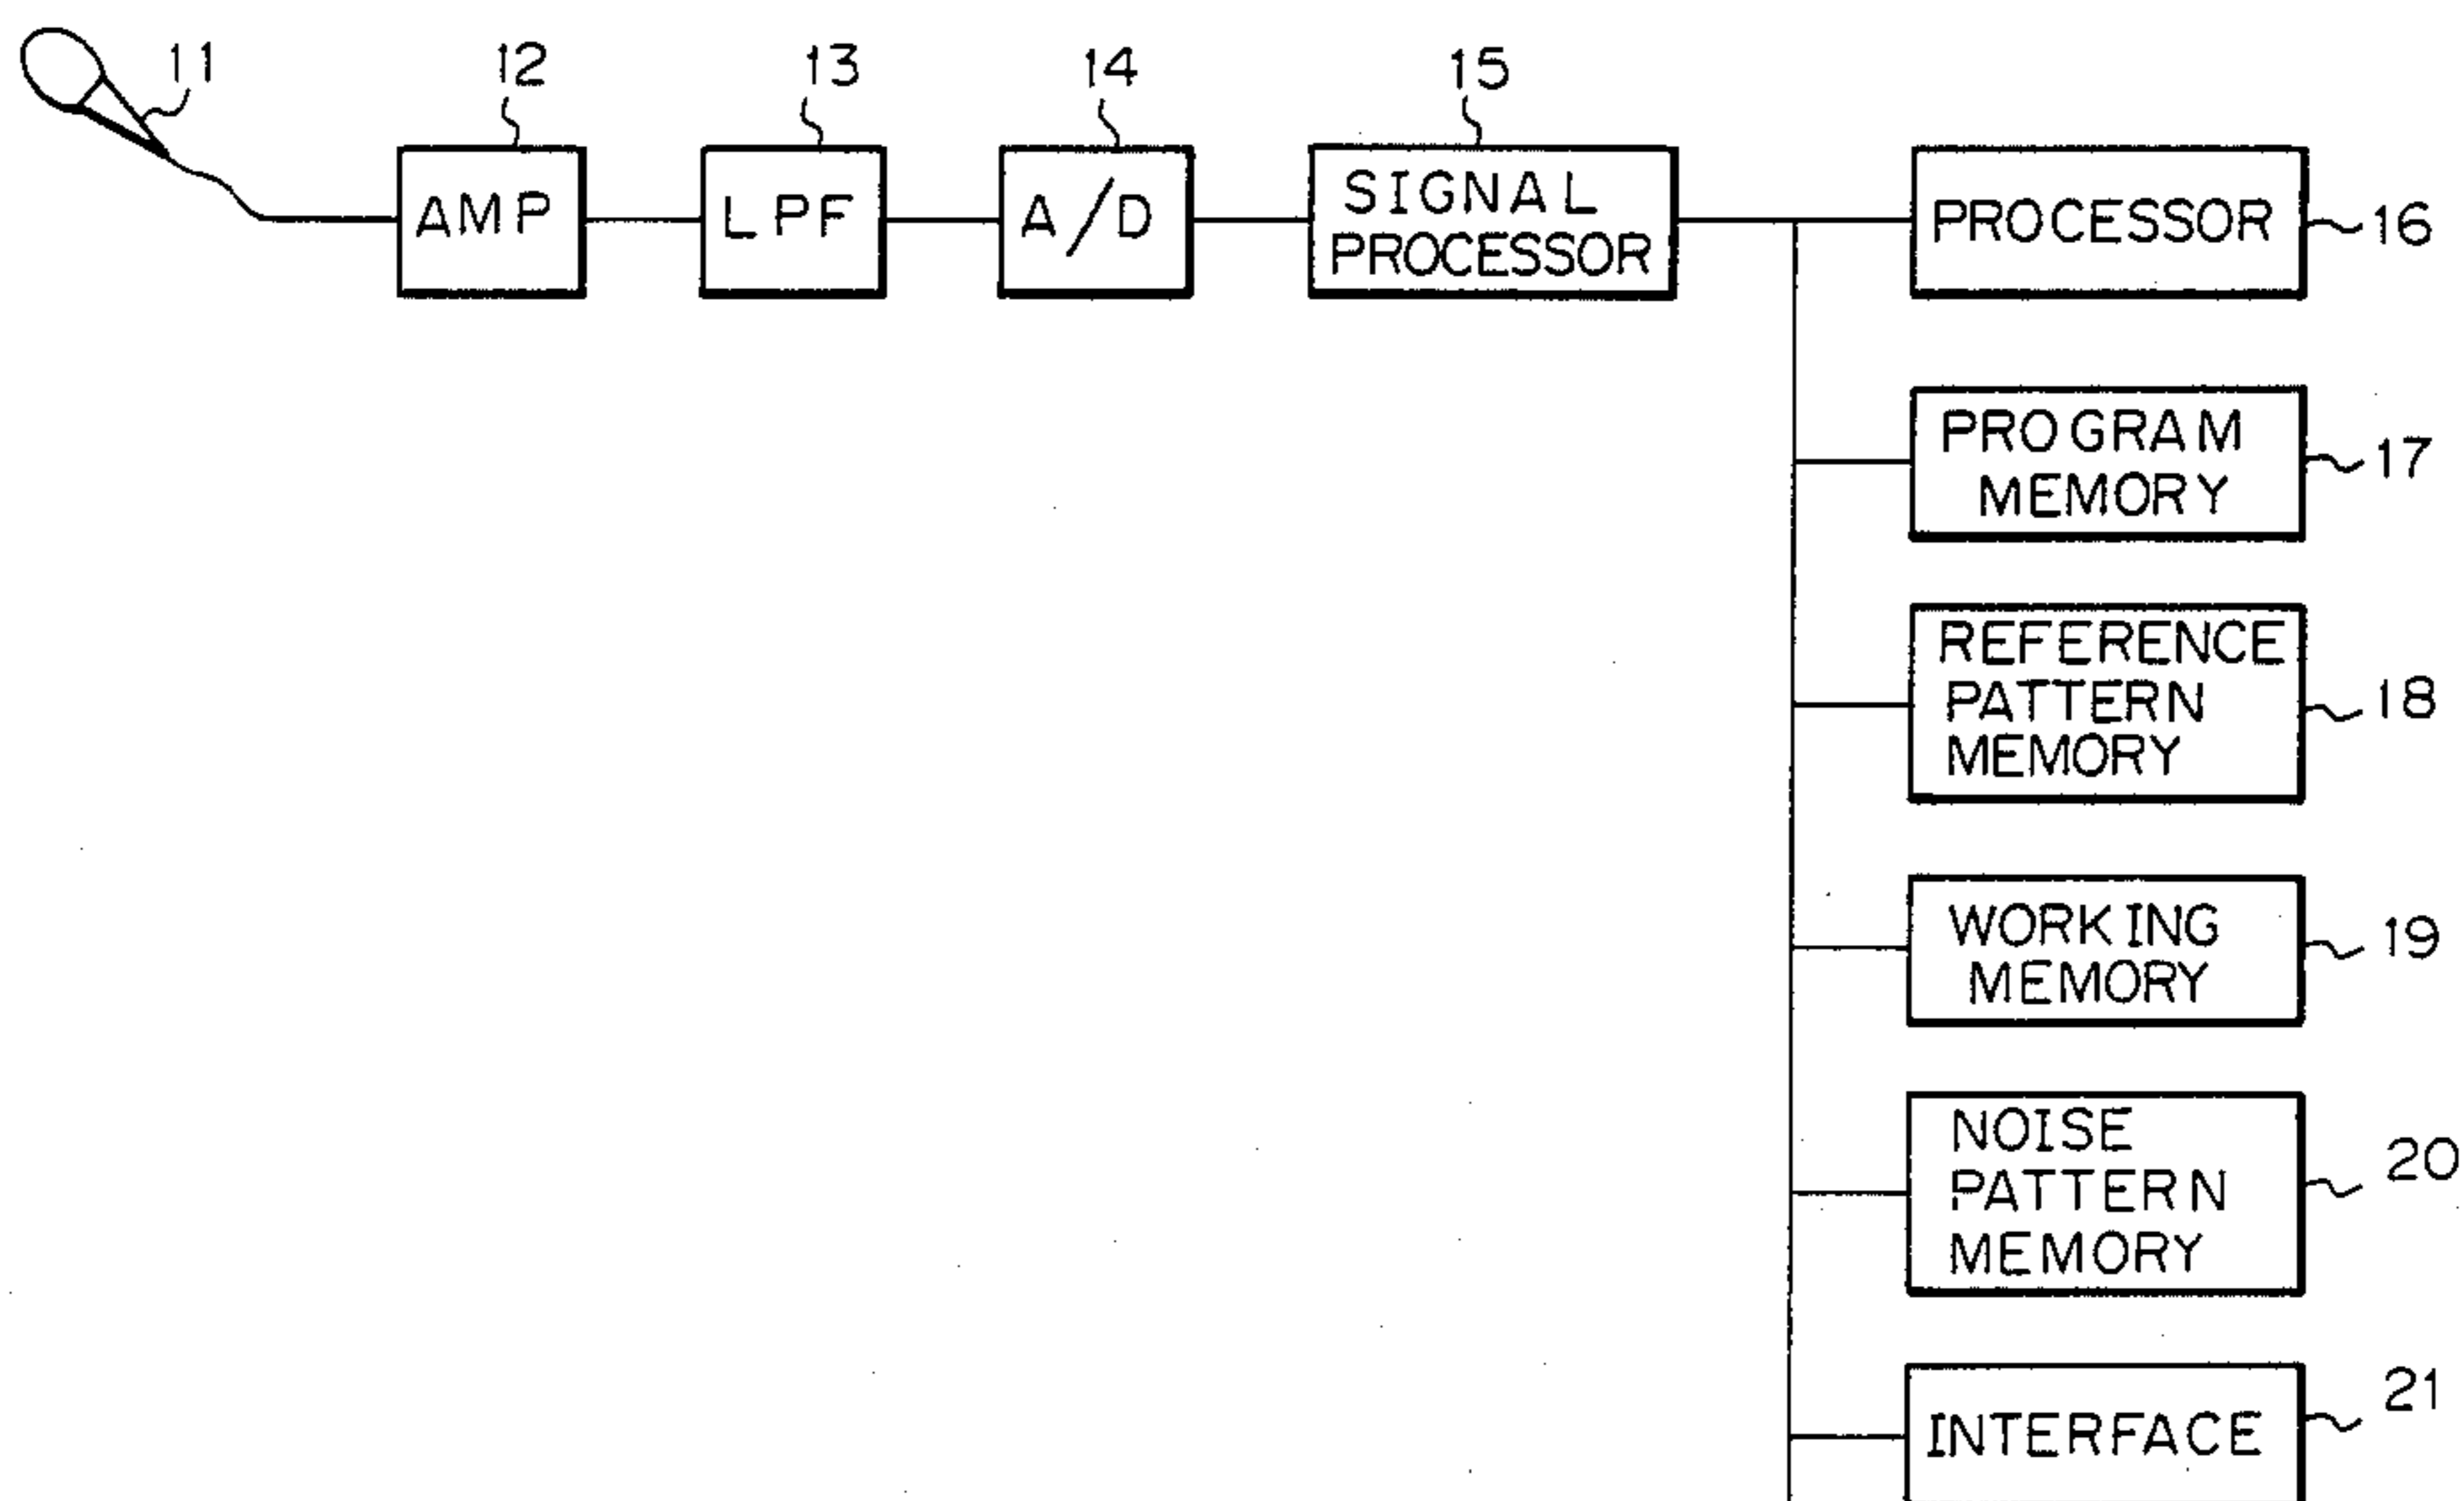 11
12
13
14
15
AMP
LPF
A/D
SIGNAL
PROCESSOR
PROCESSOR
16
PROGRAM
MEMORY
17
REFERENCE
PATTERN
MEMORY
18
WORKING
MEMORY
19
NOISE
PATTERN
MEMORY
20
INTERFACE
21